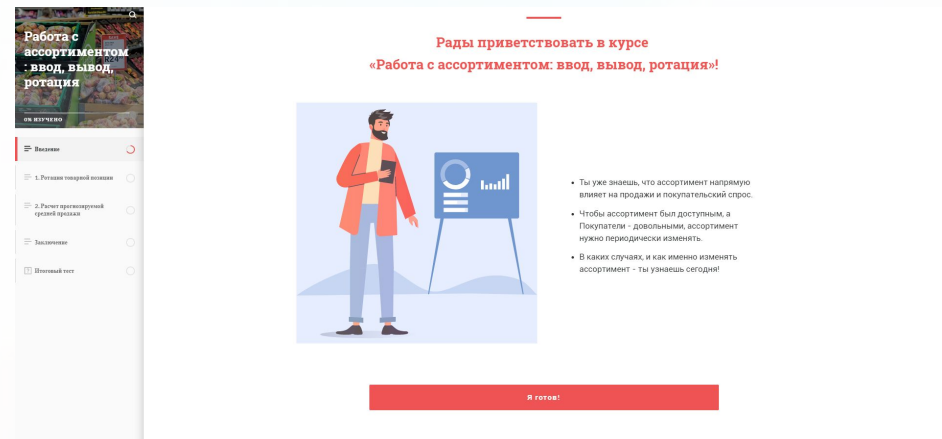 Работа с
ассортиментом
: ввод, вывод,
ротация
0% ИЗУЧЕНО
Введение
1. Ротация товарной позиции
2. Расчет прогнозируемой
средней продажи
Заключение
Итоговый тест
Рады приветствовать в курсе
«Работа с ассортиментом: ввод, вывод, ротация»!
• Ты уже знаешь, что ассортимент напрямую
влияет на продажи и покупательский спрос.
• Чтобы ассортимент был доступным, а
Покупатели - довольными, ассортимент
нужно периодически изменять.
• В каких случаях, и как именно изменять
ассортимент - ты узнаешь сегодня!
Я готов!